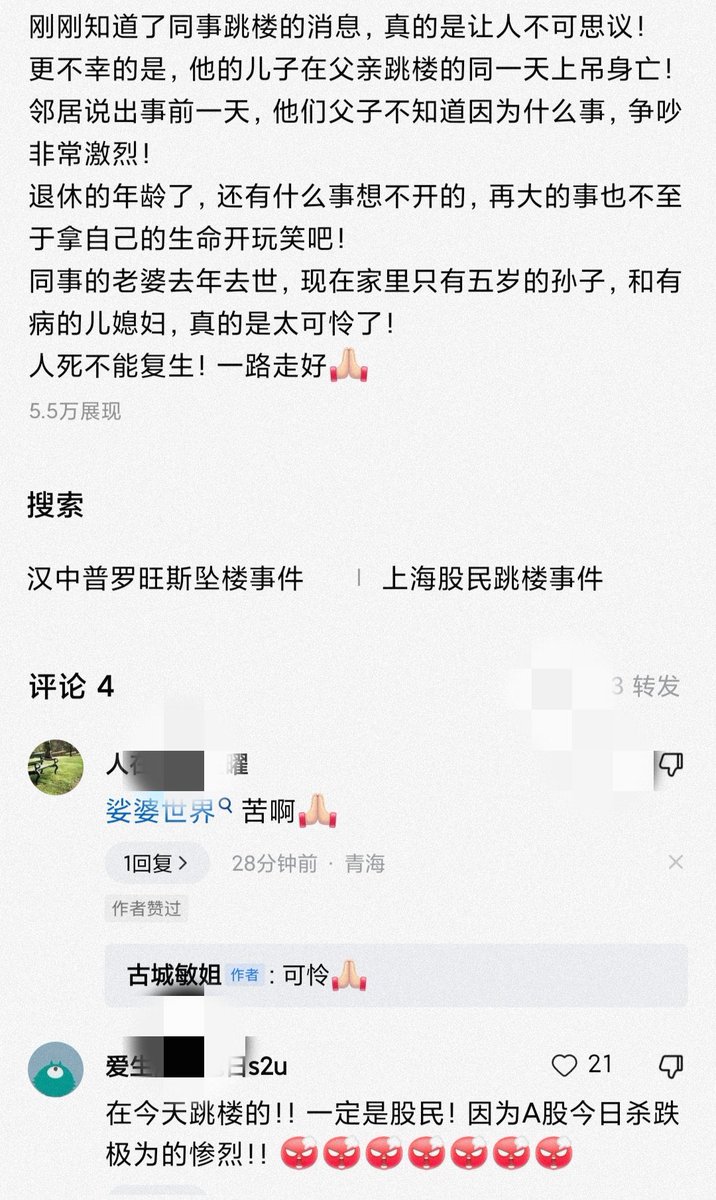 刚刚知道了同事跳楼的消息，真的是让人不可思议！
更不幸的是，他的儿子在父亲跳楼的同一天上吊身亡！
邻居说出事前一天，他们父子不知道因为什么事，争吵
非常激烈！
退休的年龄了，还有什么事想不开的，再大的事也不至
于拿自己的生命开玩笑吧！
同事的老婆去年去世，现在家里只有五岁的孙子，和有
病的儿媳妇，真的是太可怜了！
人死不能复生！一路走好🙏
5.5万展现
搜索
汉中普罗旺斯坠楼事件 | 上海股民跳楼事件
评论 4
3 转发
人在 曜
娑婆世界 苦啊🙏
1回复 > 28分钟前 · 青海 ×
作者赞过
古城敏姐 作者 : 可怜🙏
爱生 日s2u 21
在今天跳楼的!! 一定是股民！因为A股今日杀跌
极为的惨烈!! 😡😡😡😡😡😡😡